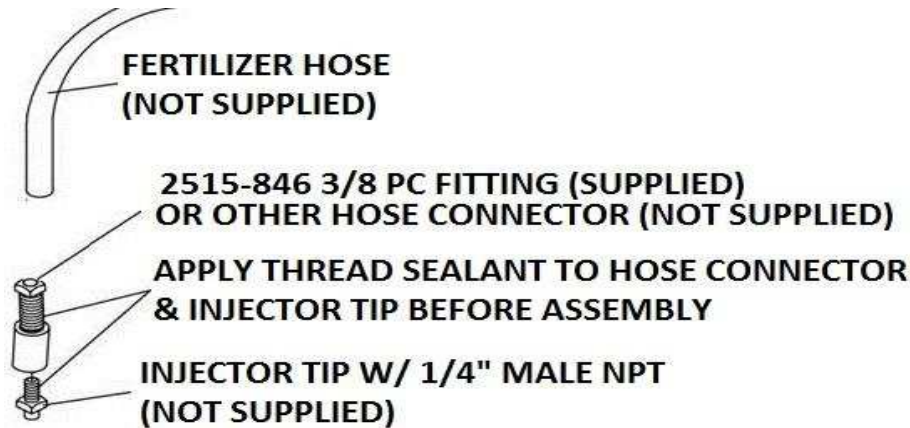 FERTILIZER HOSE
(NOT SUPPLIED)
2515-846 3/8 PC FITTING (SUPPLIED)
OR OTHER HOSE CONNECTOR (NOT SUPPLIED)
APPLY THREAD SEALANT TO HOSE CONNECTOR
& INJECTOR TIP BEFORE ASSEMBLY
INJECTOR TIP W/ 1/4" MALE NPT
(NOT SUPPLIED)